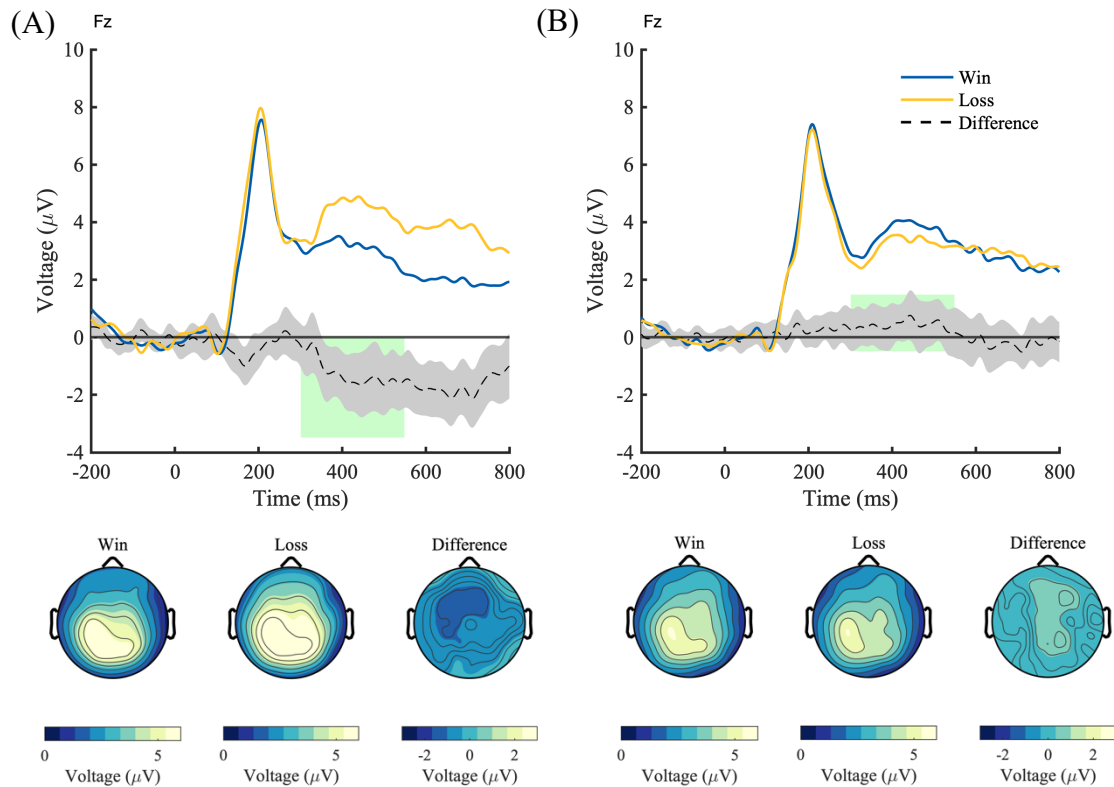 (A)
Fz
10
8
6
4
2
0
-2
-4
Voltage (μV)
-200 0 200 400 600 800
Time (ms)
(B)
Fz
Win
Loss
Difference
10
8
6
4
2
0
-2
-4
Voltage (μV)
-200 0 200 400 600 800
Time (ms)
Win Loss Difference
0 5
Voltage (μV)
0 5
Voltage (μV)
-2 0 2
Voltage (μV)
Win Loss Difference
0 5
Voltage (μV)
0 5
Voltage (μV)
-2 0 2
Voltage (μV)